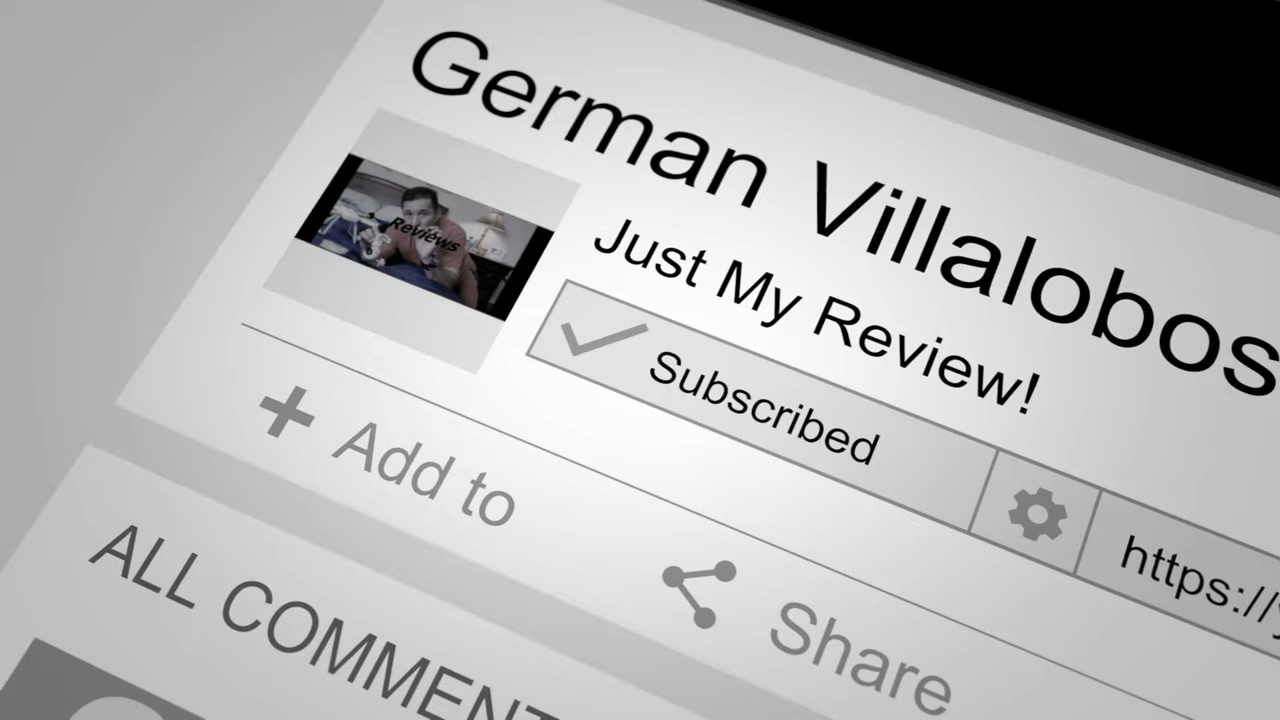 German Villalobos
Reviews
Just My Review!
Subscribed
https://
Add to
Share
ALL COMMENT